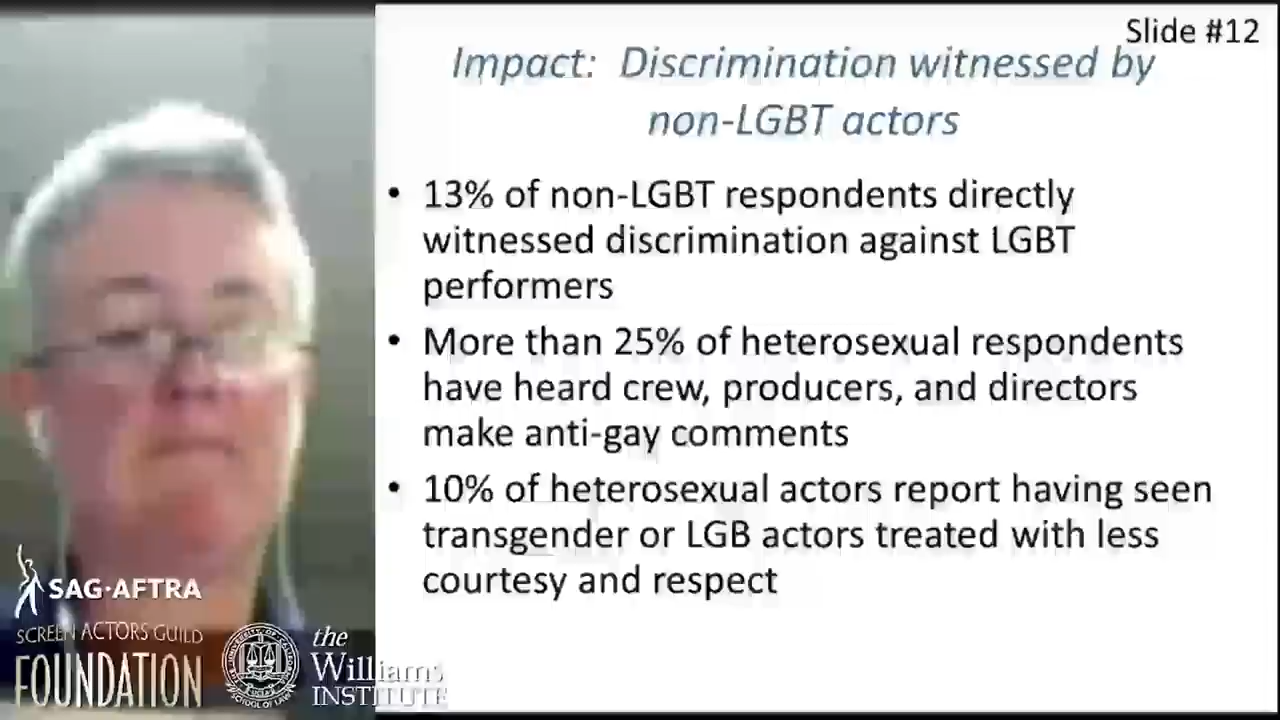 Slide #12
Impact: Discrimination witnessed by
non-LGBT actors
• 13% of non-LGBT respondents directly
witnessed discrimination against LGBT
performers
• More than 25% of heterosexual respondents
have heard crew, producers, and directors
make anti-gay comments
• 10% of heterosexual actors report having seen
transgender or LGB actors treated with less
courtesy and respect
SAG·AFTRA
SCREEN ACTORS GUILD
FOUNDATION
the
Williams
INSTITUTE